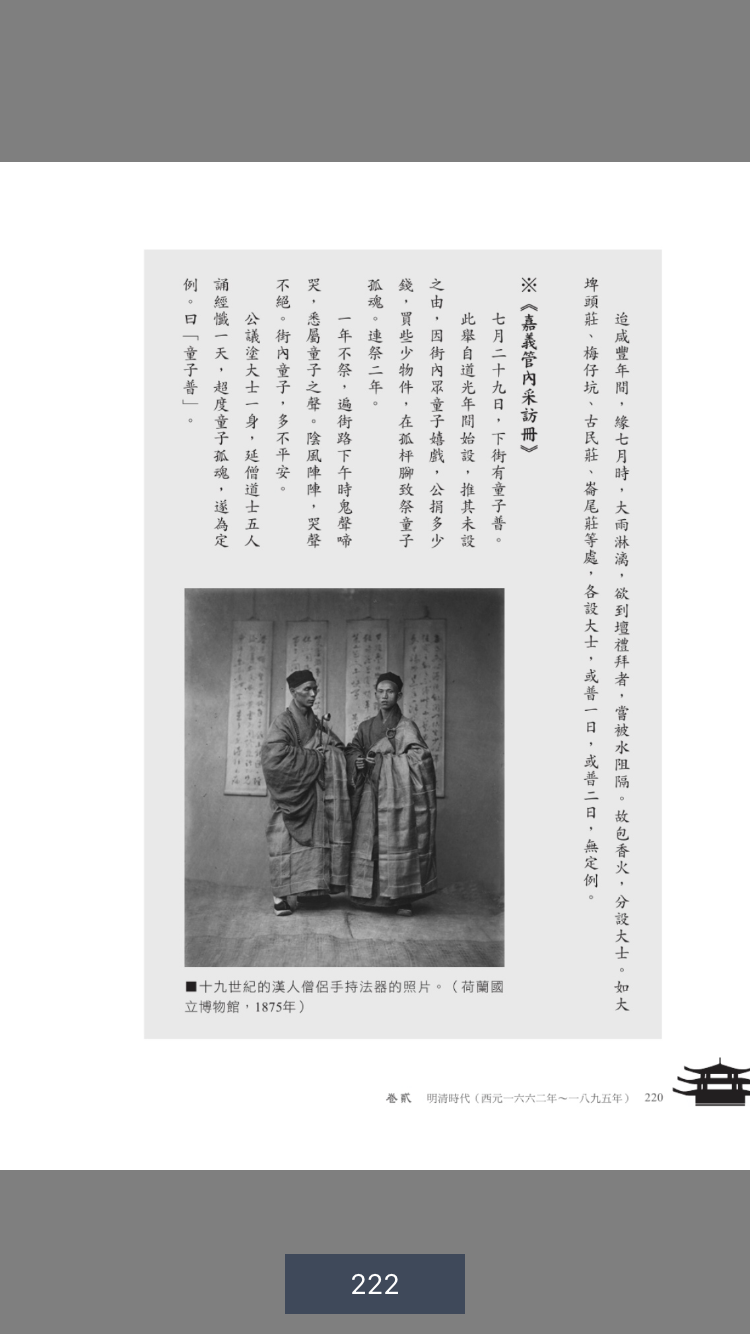 迨咸豐年間，緣七月時，大雨淋漓，欲到壇禮拜者，嘗被水阻隔。故包香火，分設大士。如大
埤頭莊、梅仔坑、古民莊、崙尾莊等處，各設大士，或普一日，或普二日，無定例。
※《嘉義管內采訪冊》
七月二十九日，下街有童子普。
此舉自道光年間始設，推其未設
之由，因街內眾童子嬉戲，公捐多少
錢，買些少物件，在孤枰腳致祭童子
孤魂。連祭二年。
一年不祭，遍街路下午時鬼聲啼
哭，悉屬童子之聲。陰風陣陣，哭聲
不絕。街內童子，多不平安。
公議塗大士一身，延僧道士五人
誦經懺一天，超度童子孤魂，遂為定
例。曰「童子普」。
■十九世紀的漢人僧侶手持法器的照片。（荷蘭國
立博物館，1875年）
卷貳 明清時代（西元一六六二年～一八九五年） 220
222